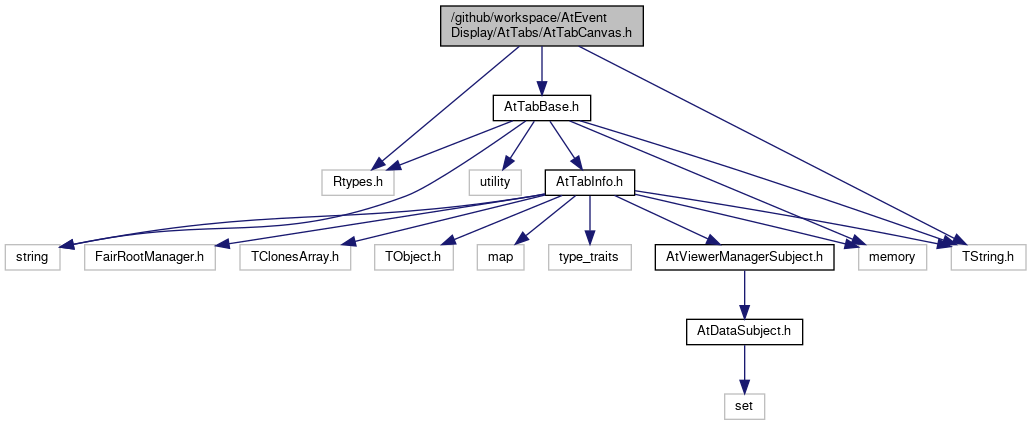 /github/workspace/AtEvent
Display/AtTabs/AtTabCanvas.h
AtTabBase.h
Rtypes.h
utility
AtTabInfo.h
string
FairRootManager.h
TClonesArray.h
TObject.h
map
type_traits
AtViewerManagerSubject.h
memory
TString.h
AtDataSubject.h
set